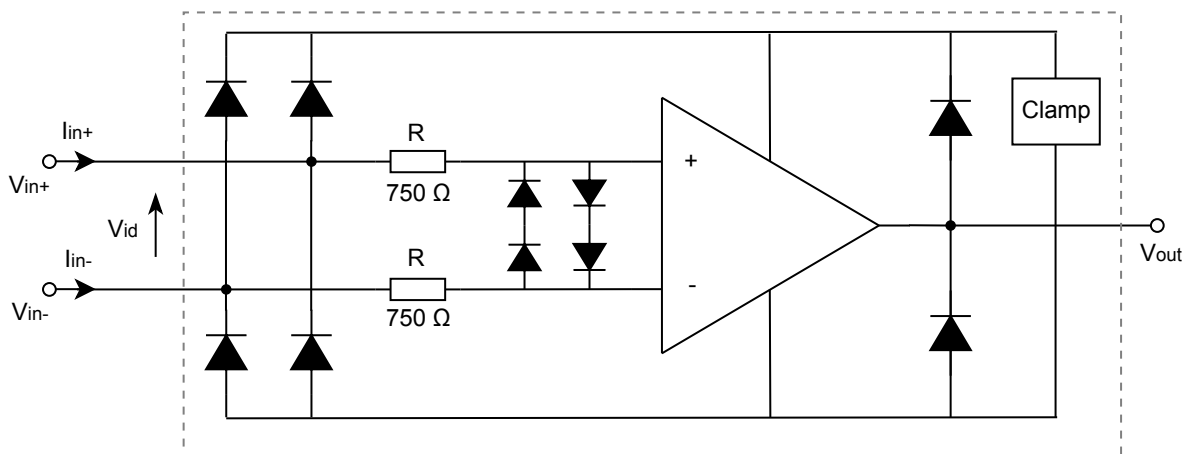 Iin+
Vin+
Vid
Iin-
Vin-
R
750 Ω
R
750 Ω
+
-
Clamp
Vout